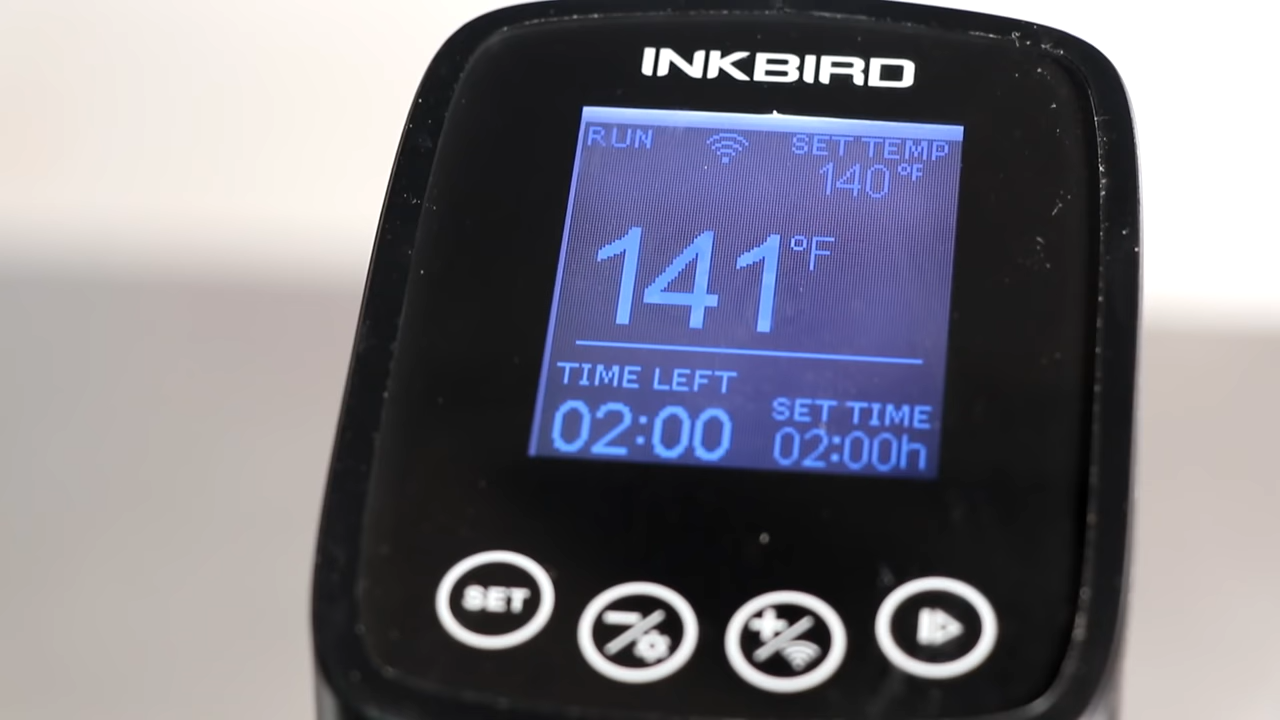 INKBIRD
RUN
SET TEMP
140°F
141°F
TIME LEFT
02:00
SET TIME
02:00h
SET